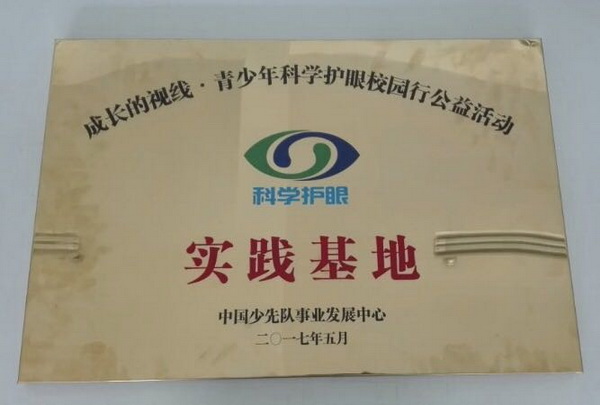 成长的视线·青少年科学护眼校园行公益活动
科学护眼
实践基地
中国少先队事业发展中心
二〇一七年五月